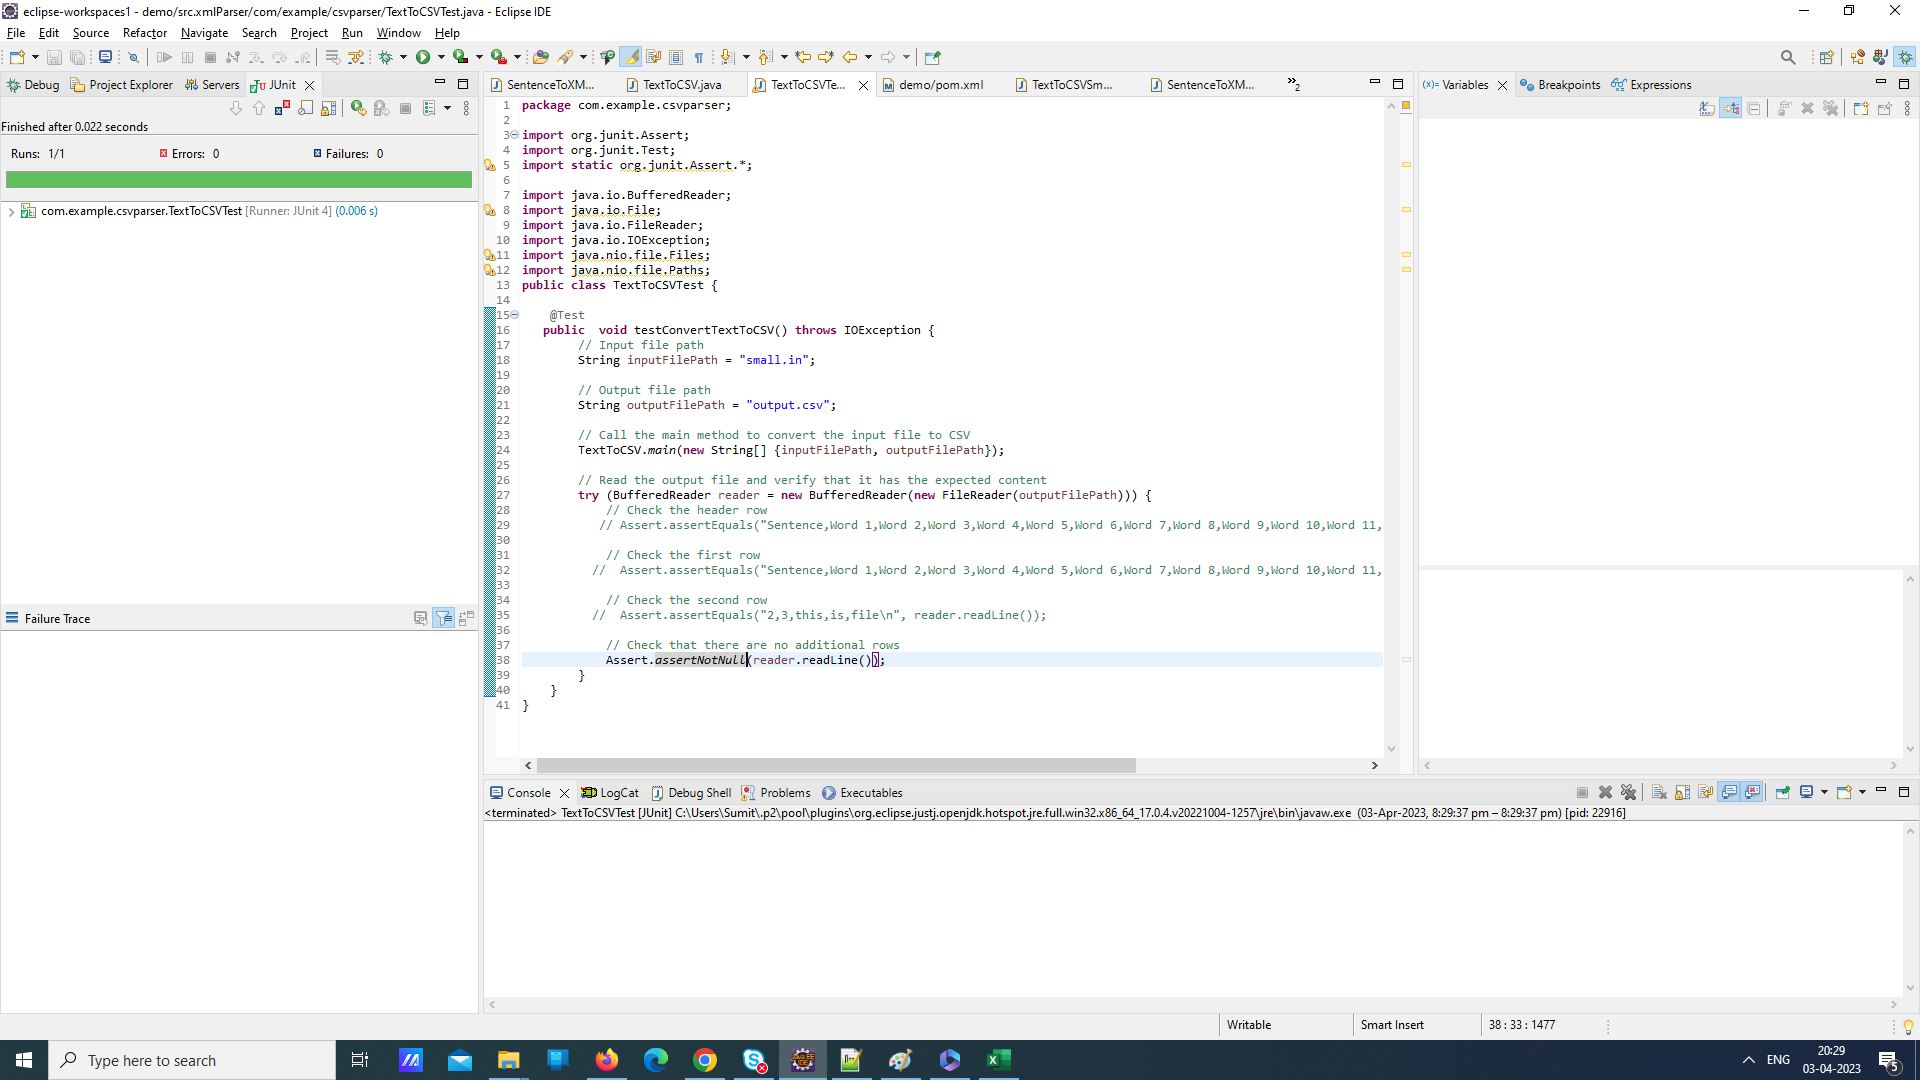 eclipse-workspaces1 - demo/src.xmlParser/com/example/csvparser/TextToCSVTest.java - Eclipse IDE
File Edit Source Refactor Navigate Search Project Run Window Help
Debug Project Explorer Servers JUnit
Finished after 0.022 seconds
Runs: 1/1 Errors: 0 Failures: 0
com.example.csvparser.TextToCSVTest [Runner: JUnit 4] (0.006 s)
Failure Trace
SentenceToXM... TextToCSV.java TextToCSVTe... demo/pom.xml TextToCSVSm... SentenceToXM... »2
1 package com.example.csvparser;
2
3 import org.junit.Assert;
4 import org.junit.Test;
5 import static org.junit.Assert.*;
6
7 import java.io.BufferedReader;
8 import java.io.File;
9 import java.io.FileReader;
10 import java.io.IOException;
11 import java.nio.file.Files;
12 import java.nio.file.Paths;
13 public class TextToCSVTest {
14
15 @Test
16 public  void testConvertTextToCSV() throws IOException {
17 // Input file path
18 String inputFilePath = "small.in";
19
20 // Output file path
21 String outputFilePath = "output.csv";
22
23 // Call the main method to convert the input file to CSV
24 TextToCSV.main(new String[] {inputFilePath, outputFilePath});
25
26 // Read the output file and verify that it has the expected content
27 try (BufferedReader reader = new BufferedReader(new FileReader(outputFilePath))) {
28 // Check the header row
29 // Assert.assertEquals("Sentence,Word 1,Word 2,Word 3,Word 4,Word 5,Word 6,Word 7,Word 8,Word 9,Word 10,Word 11,
30
31 // Check the first row
32 //  Assert.assertEquals("Sentence,Word 1,Word 2,Word 3,Word 4,Word 5,Word 6,Word 7,Word 8,Word 9,Word 10,Word 11,
33
34 // Check the second row
35 //  Assert.assertEquals("2,3,this,is,file\n", reader.readLine());
36
37 // Check that there are no additional rows
38 Assert.assertNotNull(reader.readLine());
39 }
40 }
41 }
(x)= Variables Breakpoints Expressions
Console LogCat Debug Shell Problems Executables
<terminated> TextToCSVTest [JUnit] C:\Users\Sumit\.p2\pool\plugins\org.eclipse.justj.openjdk.hotspot.jre.full.win32.x86_64_17.0.4.v20221004-1257\jre\bin\javaw.exe (03-Apr-2023, 8:29:37 pm – 8:29:37 pm) [pid: 22916]
Writable Smart Insert 38 : 33 : 1477
Type here to search
ENG 20:29
03-04-2023 5